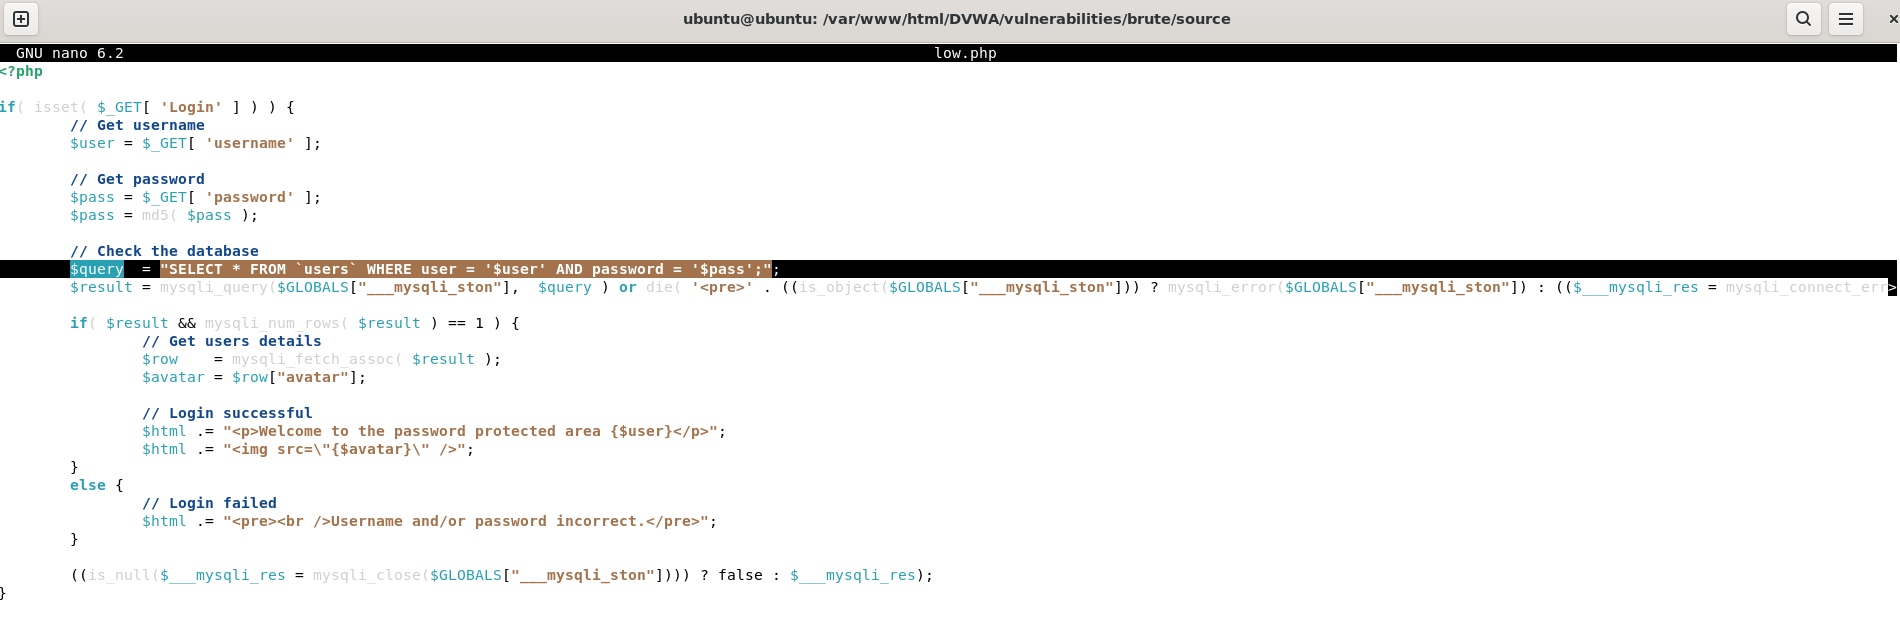 ubuntu@ubuntu: /var/www/html/DVWA/vulnerabilities/brute/source
GNU nano 6.2 low.php
<?php
if( isset( $_GET[ 'Login' ] ) ) {
// Get username
$user = $_GET[ 'username' ];
// Get password
$pass = $_GET[ 'password' ];
$pass = md5( $pass );
// Check the database
$query  = "SELECT * FROM `users` WHERE user = '$user' AND password = '$pass';";
$result = mysqli_query($GLOBALS["___mysqli_ston"],  $query ) or die( '<pre>' . ((is_object($GLOBALS["___mysqli_ston"])) ? mysqli_error($GLOBALS["___mysqli_ston"]) : (($___mysqli_res = mysqli_connect_err>
if( $result && mysqli_num_rows( $result ) == 1 ) {
// Get users details
$row    = mysqli_fetch_assoc( $result );
$avatar = $row["avatar"];
// Login successful
$html .= "<p>Welcome to the password protected area {$user}</p>";
$html .= "<img src=\"{$avatar}\" />";
}
else {
// Login failed
$html .= "<pre><br />Username and/or password incorrect.</pre>";
}
((is_null($___mysqli_res = mysqli_close($GLOBALS["___mysqli_ston"]))) ? false : $___mysqli_res);
}